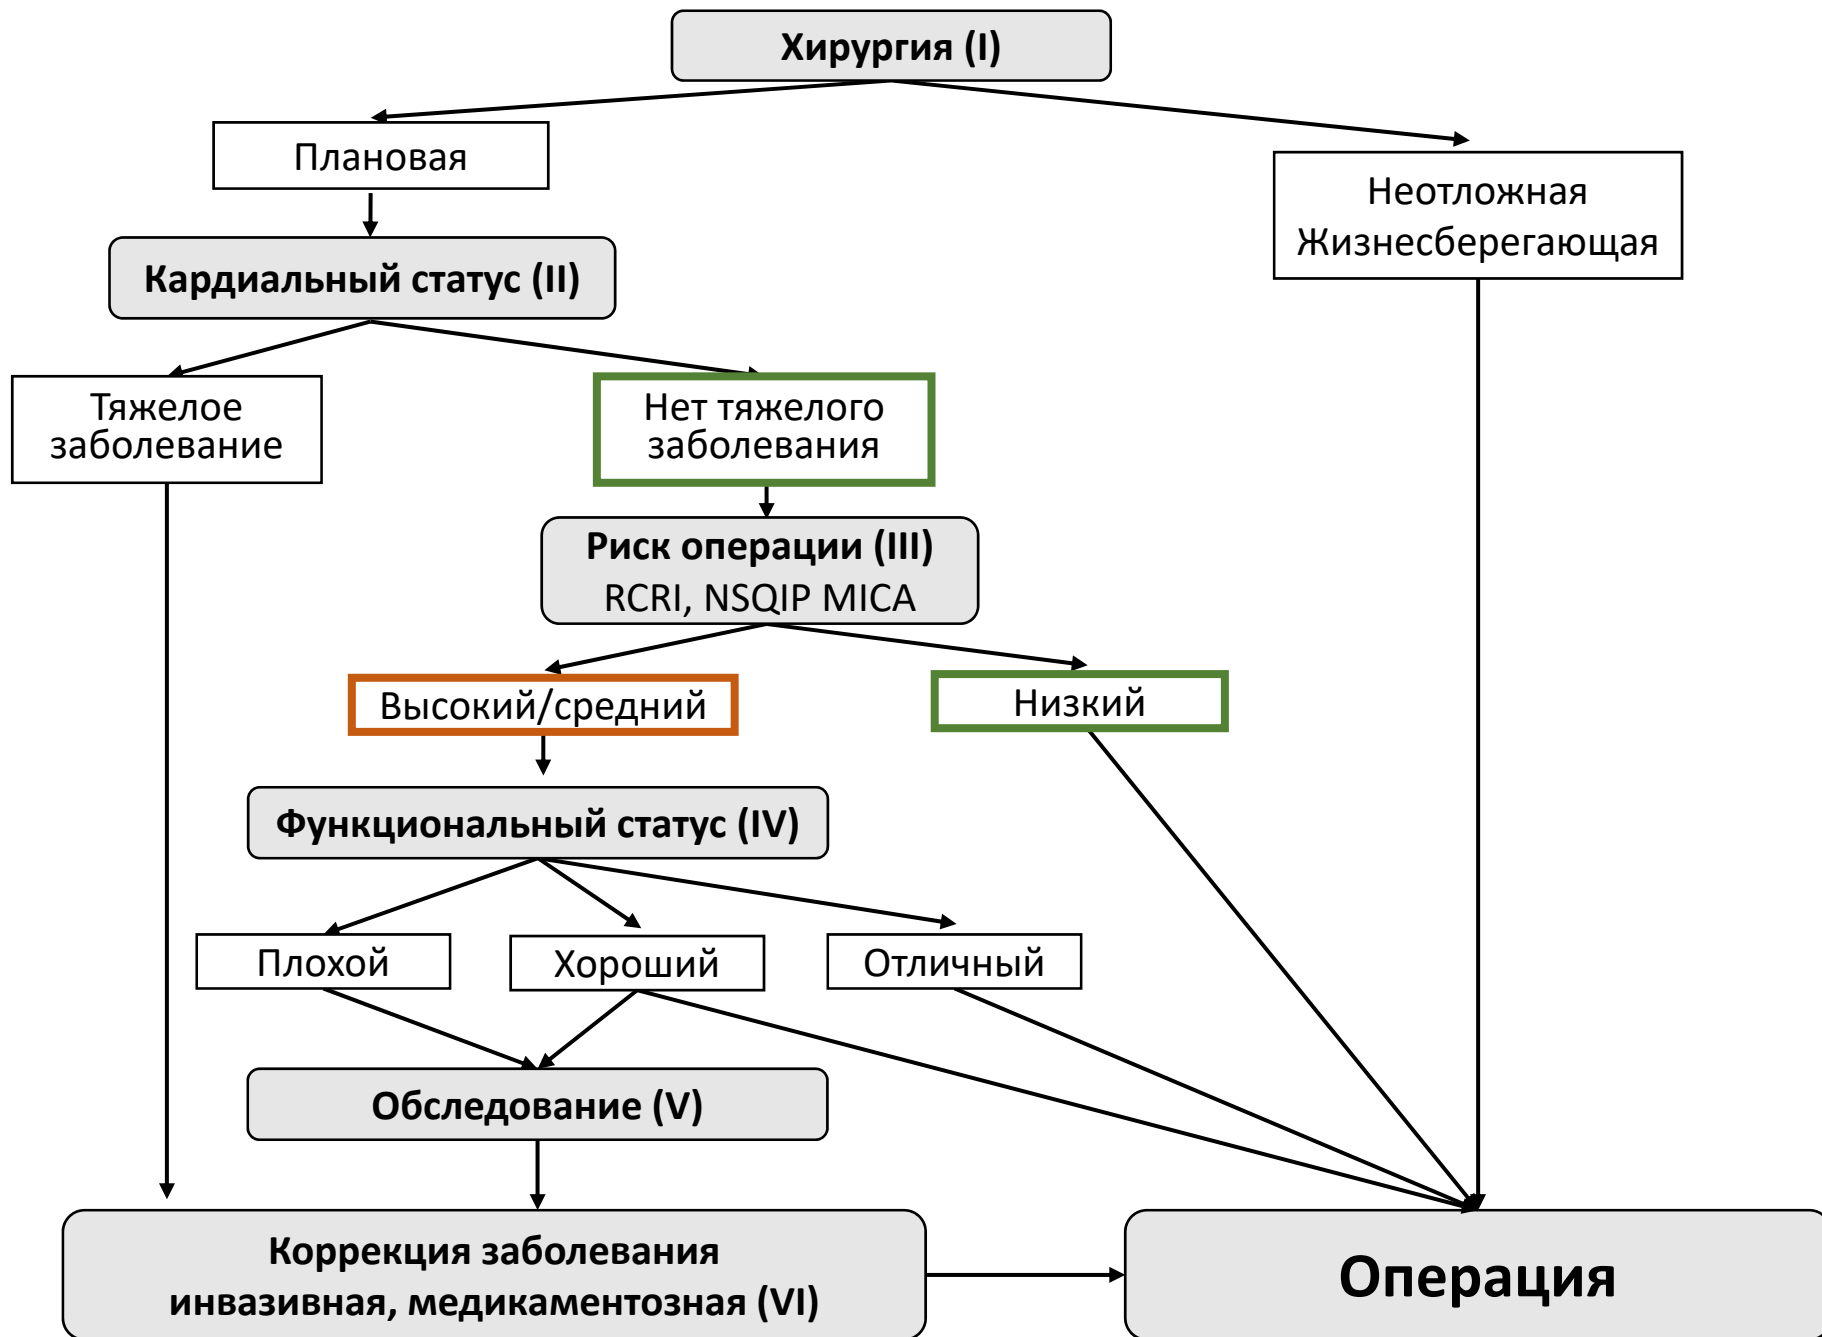 Хирургия (I)
Плановая
Неотложная
Жизнесберегающая
Кардиальный статус (II)
Тяжелое
заболевание
Нет тяжелого
заболевания
Риск операции (III)
RCRI, NSQIP MICA
Высокий/средний
Низкий
Функциональный статус (IV)
Плохой
Хороший
Отличный
Обследование (V)
Коррекция заболевания
инвазивная, медикаментозная (VI)
Операция